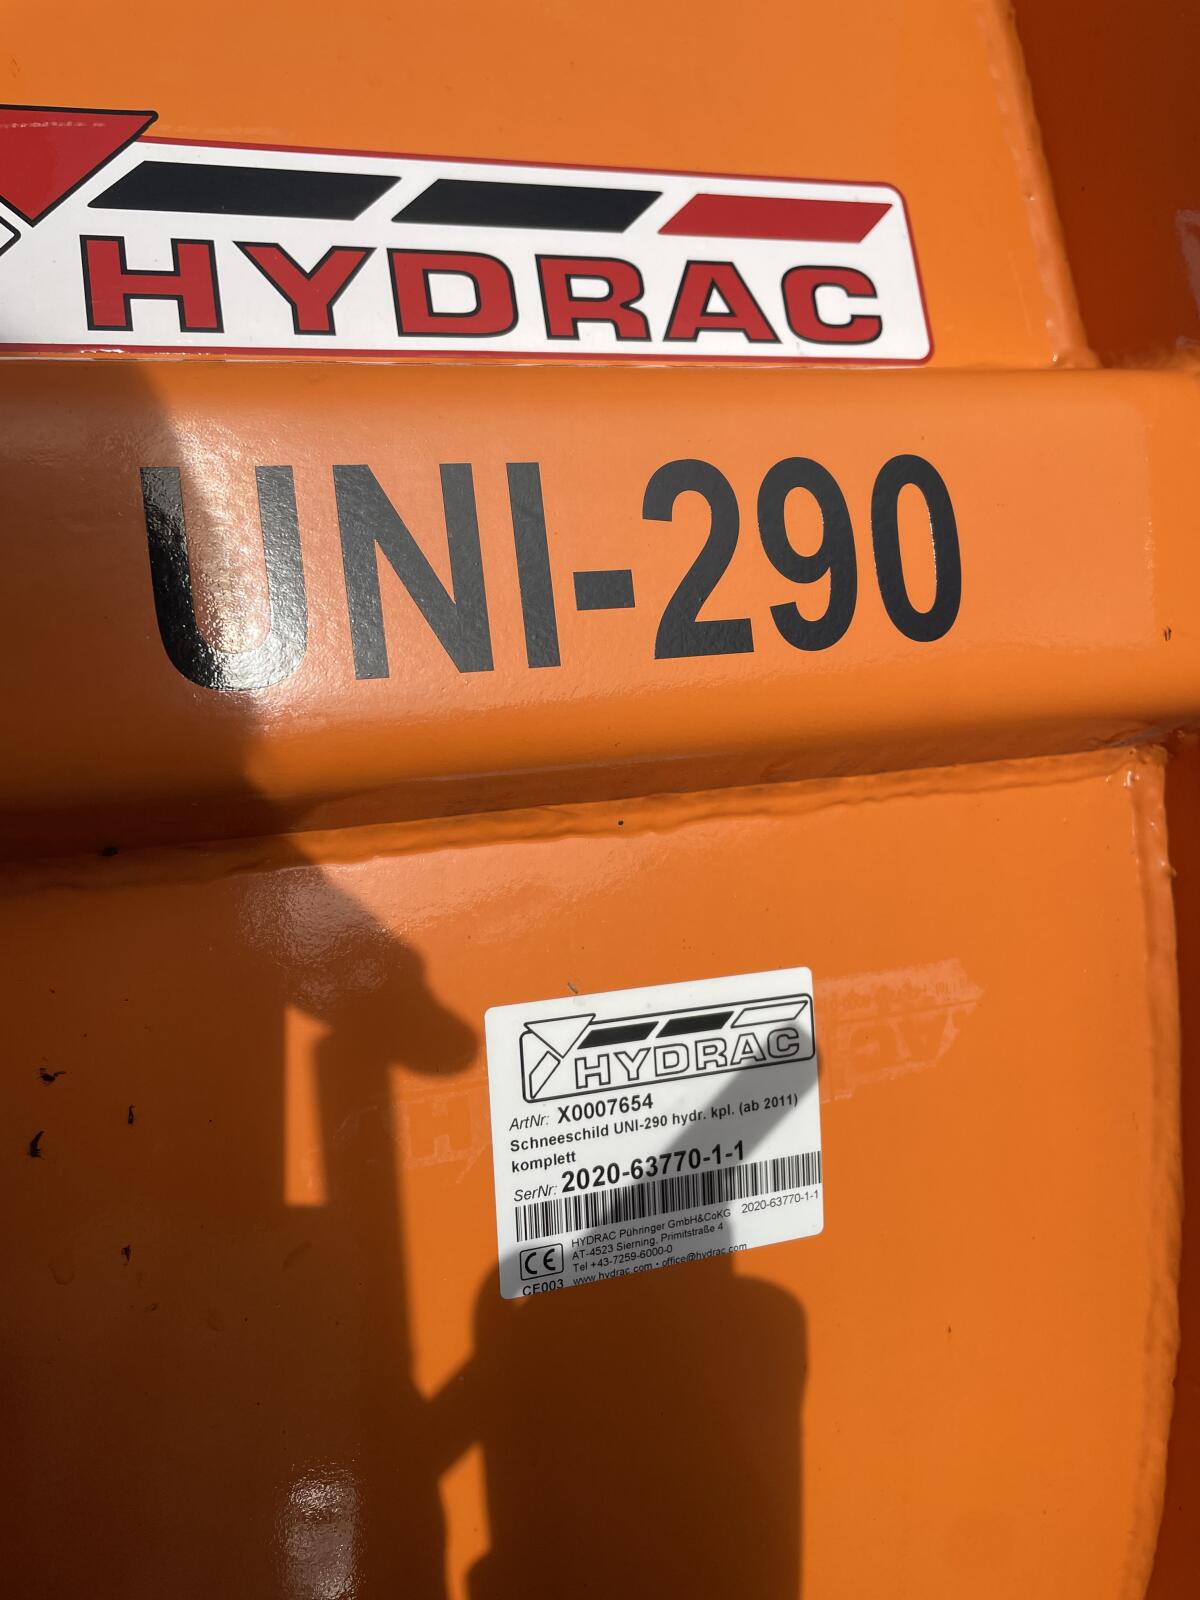 HYDRAC
UNI-290
HYDRAC
ArtNr: X0007654
Schneeschild UNI-290 hydr. kpl. (ab 2011)
komplett
SerNr: 2020-63770-1-1
HYDRAC Pühringer GmbH&CoKG 2020-63770-1-1
AT-4523 Sierning, Primitstraße 4
Tel +43-7259-6000-0
www.hydrac.com • office@hydrac.com
CE
CE003